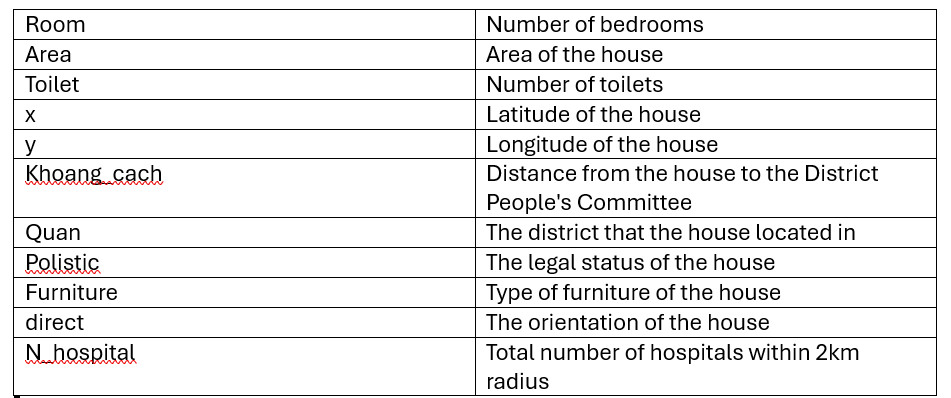 Room Number of bedrooms
Area Area of the house
Toilet Number of toilets
x Latitude of the house
y Longitude of the house
Khoang_cach Distance from the house to the District
People's Committee
Quan The district that the house located in
Polistic The legal status of the house
Furniture Type of furniture of the house
direct The orientation of the house
N_hospital Total number of hospitals within 2km
radius